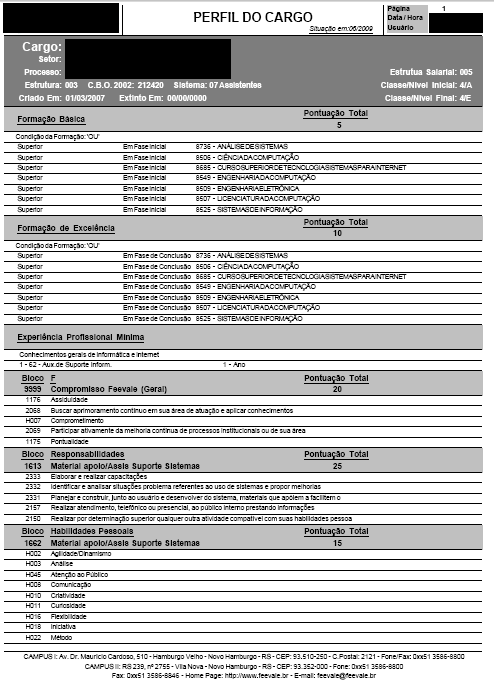 PERFIL DO CARGO
Situação em:06/2009
Página 1
Data / Hora
Usuário
Cargo:
Setor:
Processo: Estrutua Salarial: 005
Estrutura: 003 C.B.O. 2002: 212420 Sistema: 07 Assistentes Classe/Nível Inicial: 4/A
Criado Em: 01/03/2007 Extinto Em: 00/00/0000 Classe/Nível Final: 4/E
Formação Básica Pontuação Total
5
Condição da Formação: 'OU'
Superior Em Fase Inicial 8736 - ANÁLISE DE SISTEMAS
Superior Em Fase Inicial 8506 - CIÊNCIA DA COMPUTAÇÃO
Superior Em Fase Inicial 8685 - CURSO SUPERIOR DE TECNOLOGIA SISTEMAS PARA INTERNET
Superior Em Fase Inicial 8549 - ENGENHARIA DA COMPUTAÇÃO
Superior Em Fase Inicial 8509 - ENGENHARIA ELETRÔNICA
Superior Em Fase Inicial 8507 - LICENCIATURA DA COMPUTAÇÃO
Superior Em Fase Inicial 8525 - SISTEMAS DE INFORMAÇÃO
Formação de Excelência Pontuação Total
10
Condição da Formação: 'OU'
Superior Em Fase de Conclusão 8736 - ANÁLISE DE SISTEMAS
Superior Em Fase de Conclusão 8506 - CIÊNCIA DA COMPUTAÇÃO
Superior Em Fase de Conclusão 8685 - CURSO SUPERIOR DE TECNOLOGIA SISTEMAS PARA INTERNET
Superior Em Fase de Conclusão 8549 - ENGENHARIA DA COMPUTAÇÃO
Superior Em Fase de Conclusão 8509 - ENGENHARIA ELETRÔNICA
Superior Em Fase de Conclusão 8507 - LICENCIATURA DA COMPUTAÇÃO
Superior Em Fase de Conclusão 8525 - SISTEMAS DE INFORMAÇÃO
Experiência Profissional Mínima
Conhecimentos gerais de informática e internet
1 - 62 - Aux.de Suporte Inform. 1 - Ano
Bloco F Pontuação Total
9999 Compromisso Feevale (Geral) 20
1176 Assiduidade
2068 Buscar aprimoramento contínuo em sua área de atuação e aplicar conhecimentos
H007 Comprometimento
2069 Participar ativamente da melhoria contínua de processos institucionais ou de sua área
1175 Pontualidade
Bloco Responsabilidades Pontuação Total
1613 Material apoio/Assis Suporte Sistemas 25
2333 Elaborar e realizar capacitações
2332 Identificar e analisar situações problema referentes ao uso de sistemas e propor melhorias
2331 Planejar e construir, junto ao usuário e desenvolver do sistema, materiais que apóiem a facilitem o
2157 Realizar atendimento, telefônico ou presencial, ao público interno prestando informações
2150 Realizar por determinação superior qualquer outra atividade compatível com suas habilidades pessoa
Bloco Habilidades Pessoais Pontuação Total
1662 Material apoio/Assis Suporte Sistemas 15
H002 Agilidade/Dinamismo
H003 Análise
H045 Atenção ao Público
H008 Comunicação
H010 Criatividade
H011 Curiosidade
H016 Flexibilidade
H018 Iniciativa
H022 Método
CAMPUS I: Av. Dr. Maurício Cardoso, 510 - Hamburgo Velho - Novo Hamburgo - RS - CEP: 93.510-250 - C.Postal: 2121 - Fone/Fax: 0xx51 3586-8800
CAMPUS II: RS 239, nº 2755 - Vila Nova - Novo Hamburgo - RS - CEP: 93.352-000 - Fone: 0xx51 3586-8800
Fax: 0xx51 3586-8846 - Home Page: http://www.feevale.br - E-mail: feevale@feevale.br